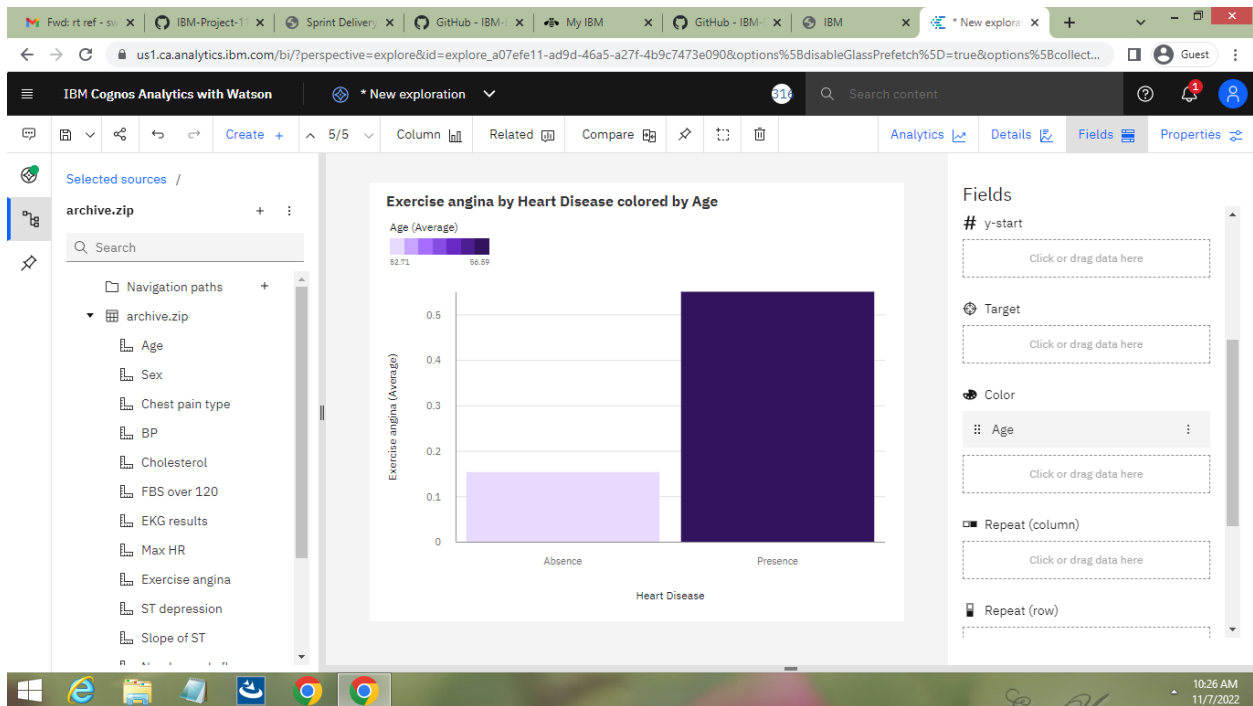 Fwd: rt ref - sw
IBM-Project-1
Sprint Delivery
GitHub - IBM-
My IBM
GitHub - IBM-
IBM
* New explora
us1.ca.analytics.ibm.com/bi/?perspective=explore&id=explore_a07efe11-ad9d-46a5-a27f-4b9c7473e090&options%5BdisableGlassPrefetch%5D=true&options%5Bcollect...
Guest
IBM Cognos Analytics with Watson
* New exploration
Search content
1
Create +
5/5
Column
Related
Compare
Analytics
Details
Fields
Properties
Selected sources /
archive.zip
Search
Navigation paths
archive.zip
Age
Sex
Chest pain type
BP
Cholesterol
FBS over 120
EKG results
Max HR
Exercise angina
ST depression
Slope of ST
Exercise angina by Heart Disease colored by Age
Age (Average)
52.71 56.59
Exercise angina (Average)
0.5
0.4
0.3
0.2
0.1
0
Absence Presence
Heart Disease
Fields
# y-start
Click or drag data here
Target
Click or drag data here
Color
Age
Click or drag data here
Repeat (column)
Click or drag data here
Repeat (row)
10:26 AM
11/7/2022